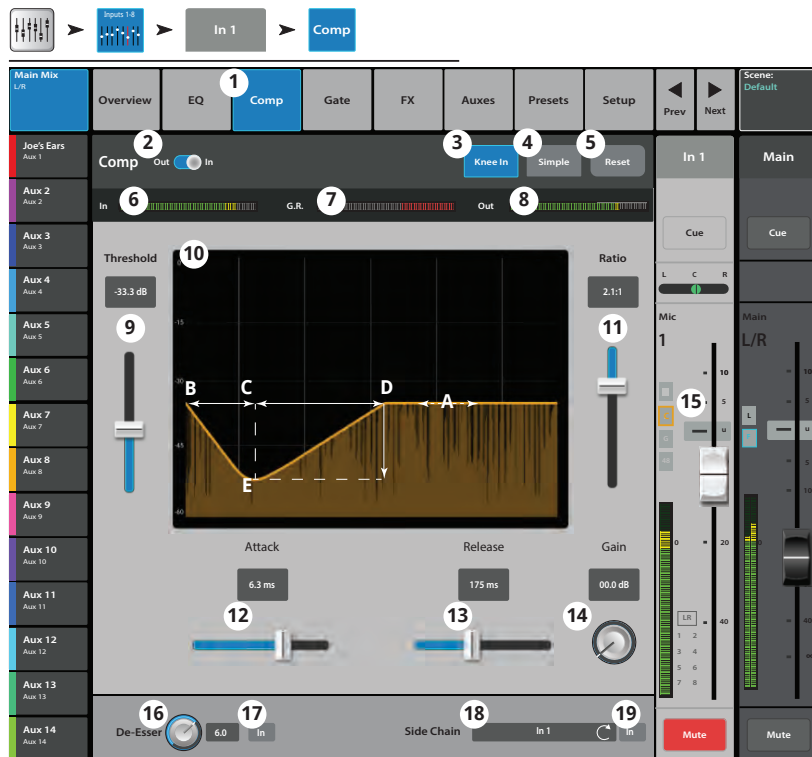 Inputs 1-8
In 1
Comp
Main Mix
L/R
Overview
EQ
1
Comp
Gate
FX
Auxes
Presets
Setup
Prev
Next
Scene:
Default
Joe's Ears
Aux 1
Aux 2
Aux 2
Aux 3
Aux 3
Aux 4
Aux 4
Aux 5
Aux 5
Aux 6
Aux 6
Aux 7
Aux 7
Aux 8
Aux 8
Aux 9
Aux 9
Aux 10
Aux 10
Aux 11
Aux 11
Aux 12
Aux 12
Aux 13
Aux 13
Aux 14
Aux 14
Comp
2
Out
In
3
Knee In
4
Simple
5
Reset
In
6
G.R.
7
Out
8
Threshold
-33.3 dB
9
10
0
-15
-30
-45
-60
B
C
D
A
E
Ratio
2.1:1
11
Attack
6.3 ms
12
Release
175 ms
13
Gain
00.0 dB
14
16
De-Esser
6.0
17
In
Side Chain
18
In 1
19
In
In 1
Cue
L C R
Mic
1
10
15
5
U
0
20
LR
40
1 2
3 4
5 6
7 8
Mute
Main
Cue
Main
L/R
10
5
L
U
5
10
0
20
40
Mute